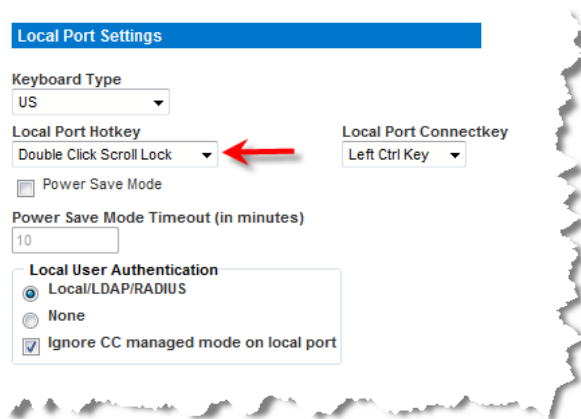 Local Port Settings
Keyboard Type
US
Local Port Hotkey
Local Port Connectkey
Double Click Scroll Lock
Left Ctrl Key
Power Save Mode
Power Save Mode Timeout (in minutes)
10
Local User Authentication
Local/LDAP/RADIUS
None
Ignore CC managed mode on local port